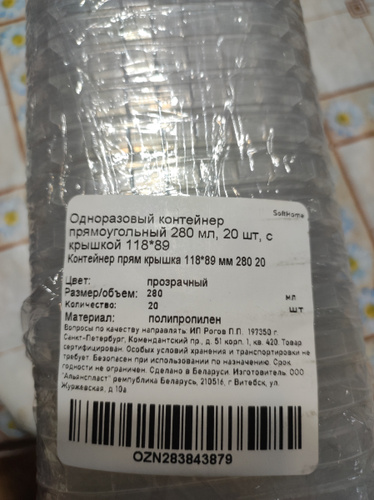 SoftHome
Одноразовый контейнер
прямоугольный 280 мл, 20 шт, с
крышкой 118*89
Контейнер прям крышка 118*89 мм 280 20
Цвет: прозрачный
Размер/объем: 280 мл
Количество: 20 шт
Материал: полипропилен
Вопросы по качеству направлять: ИП Рогов П.П. 197350 г.
Санкт-Петербург, Комендантский пр., д. 51 корп. 1, кв. 420. Товар
сертифицирован. Особых условий хранения и транспортировки не
требует. Безопасен при использовании по назначению. Срок
годности не ограничен. Сделано в Беларуси. Изготовитель: ООО
"Альянспласт" республика Беларусь, 210516, г Витебск, ул.
Журжевская, д 10а
OZN283843879